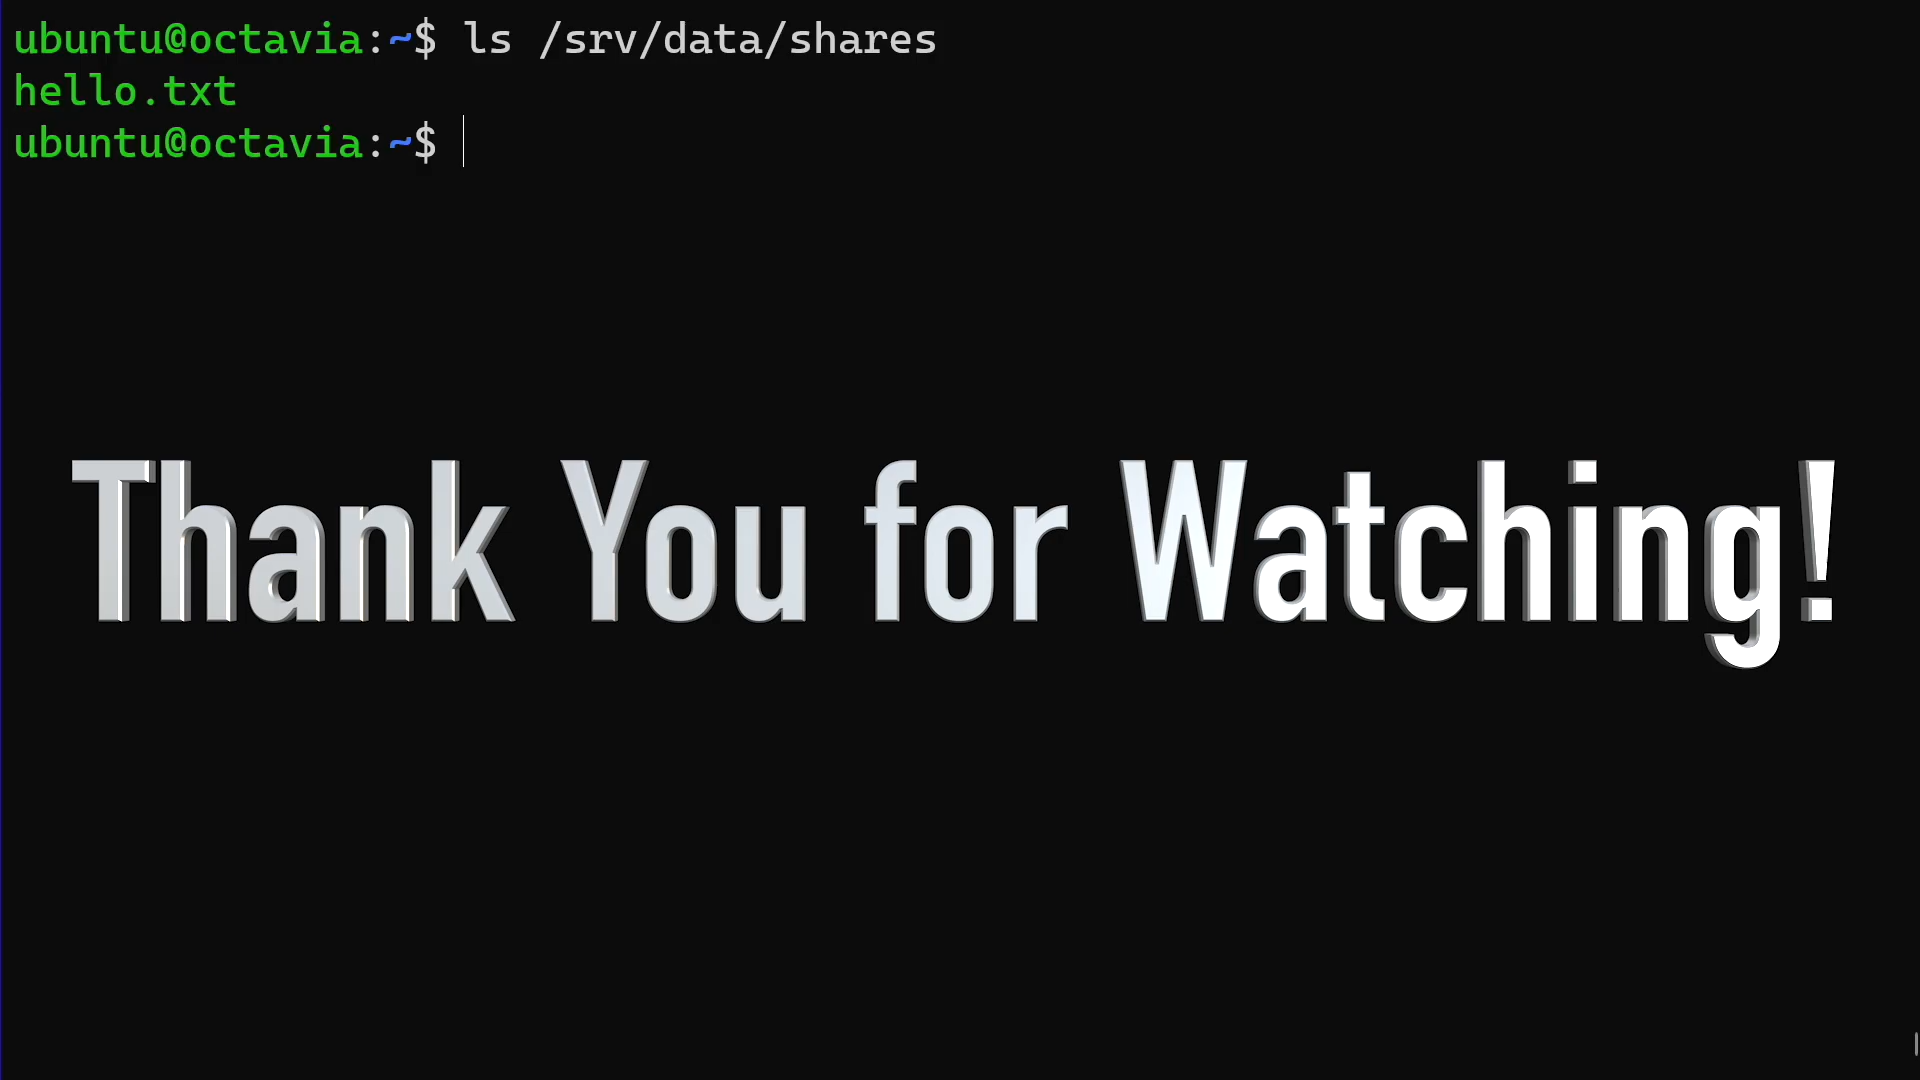 ubuntu@octavia:~$ ls /srv/data/shares
hello.txt
ubuntu@octavia:~$
Thank You for Watching!